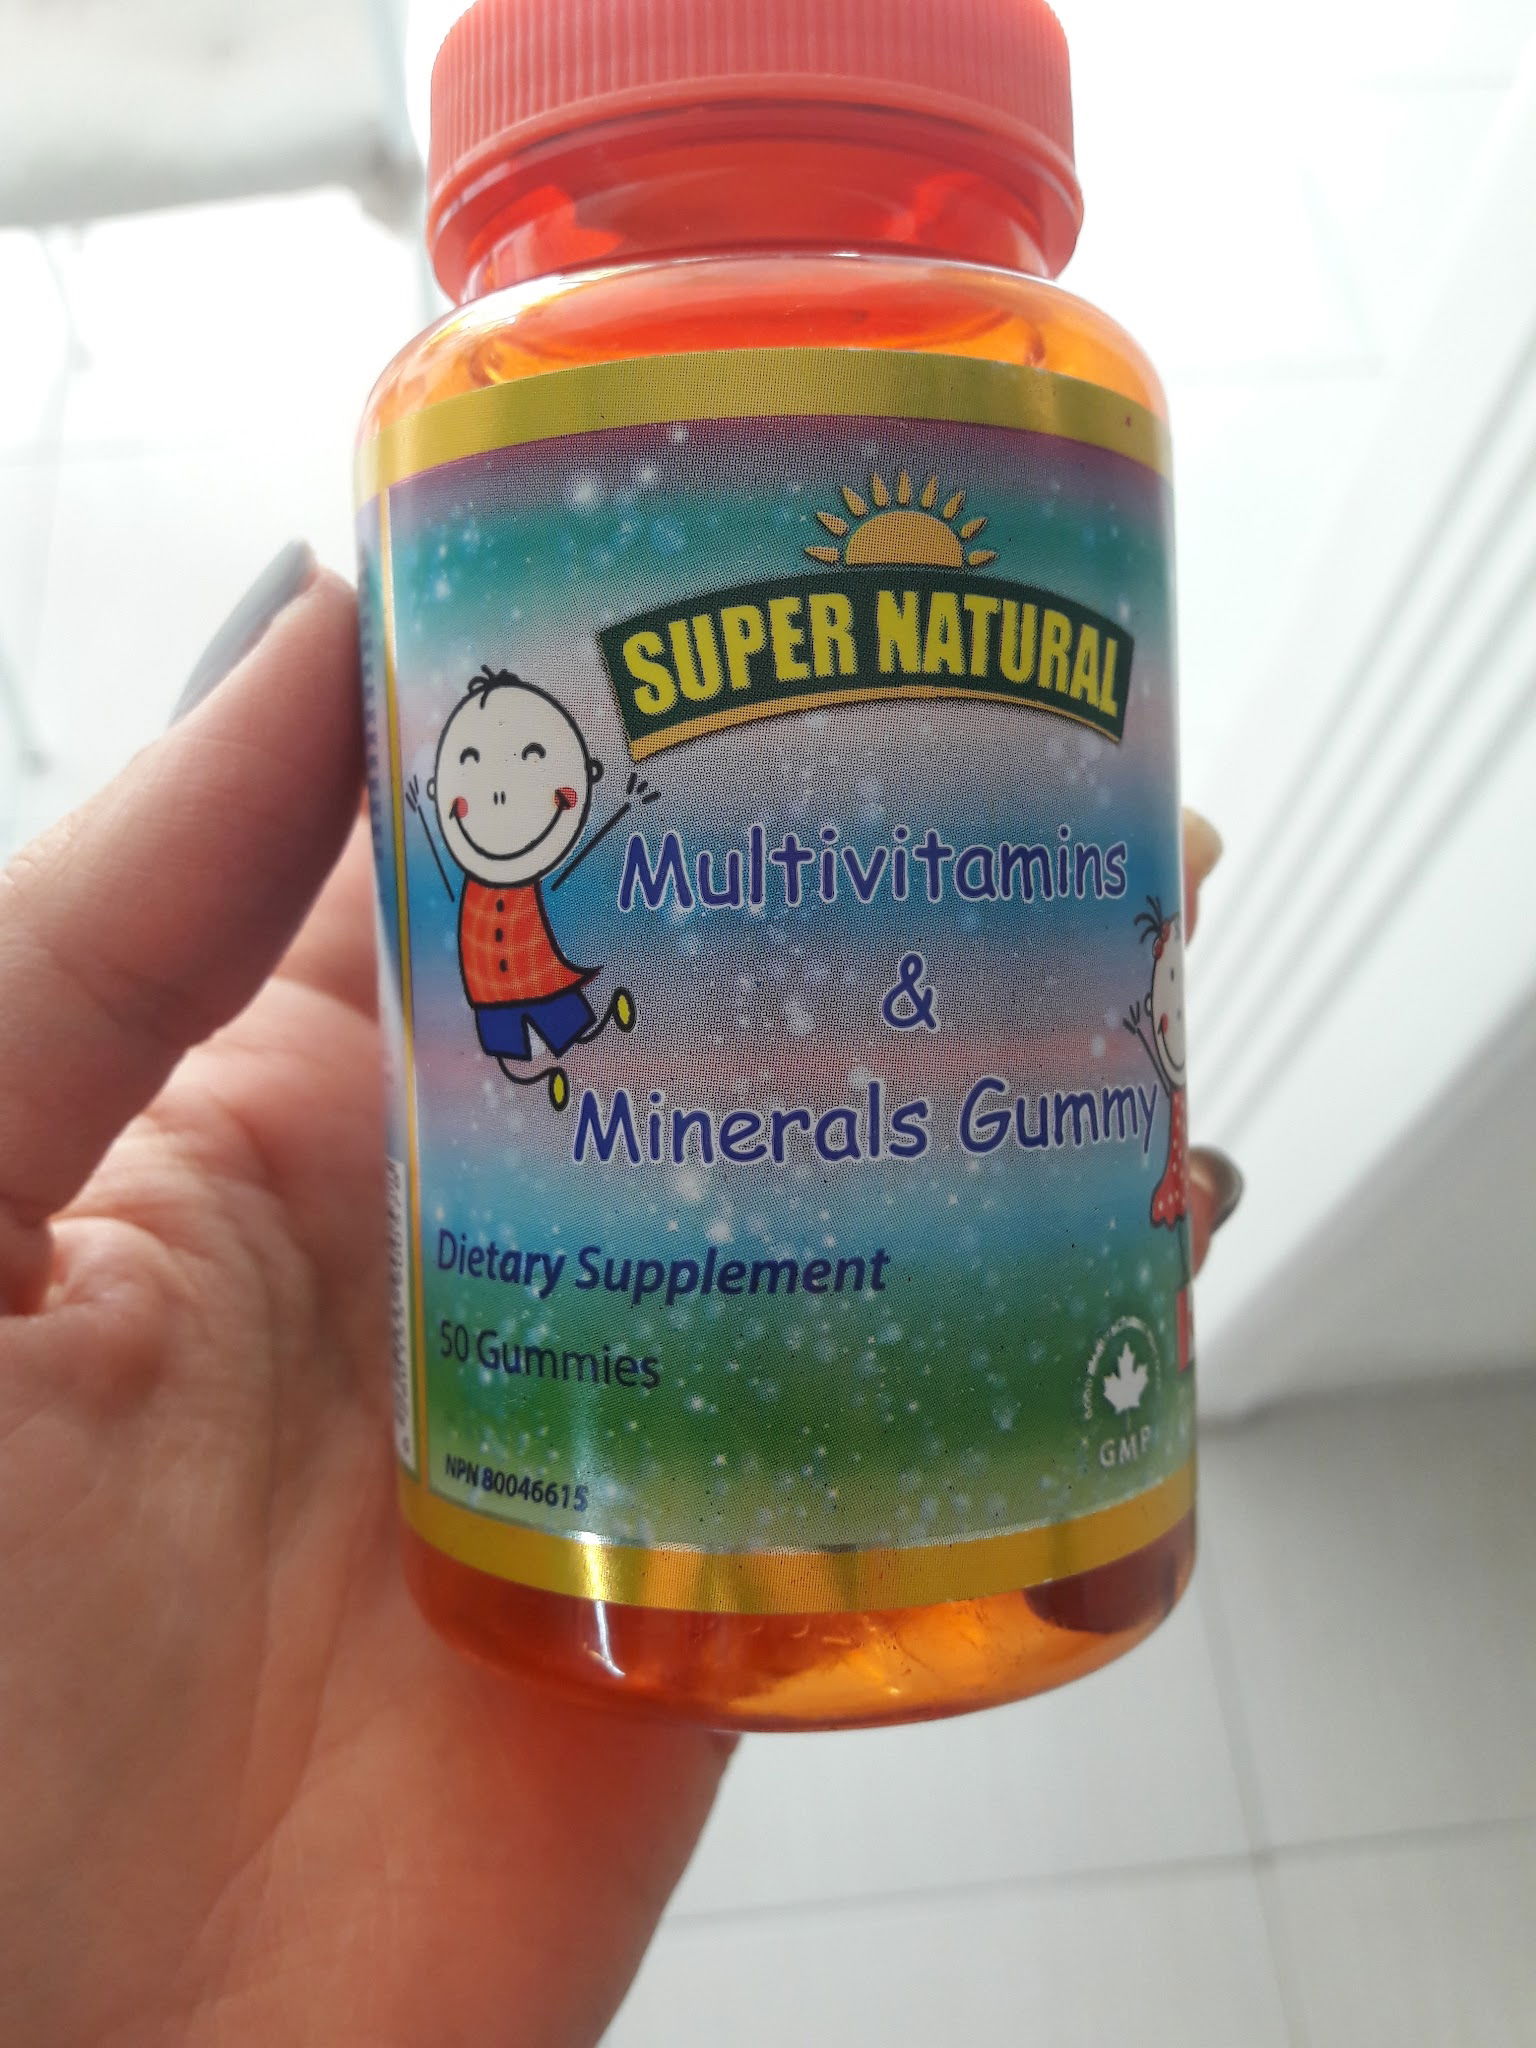 SUPER NATURAL
Multivitamins
&
Minerals Gummy
Dietary Supplement
50 Gummies
NPN 80046615
GMP